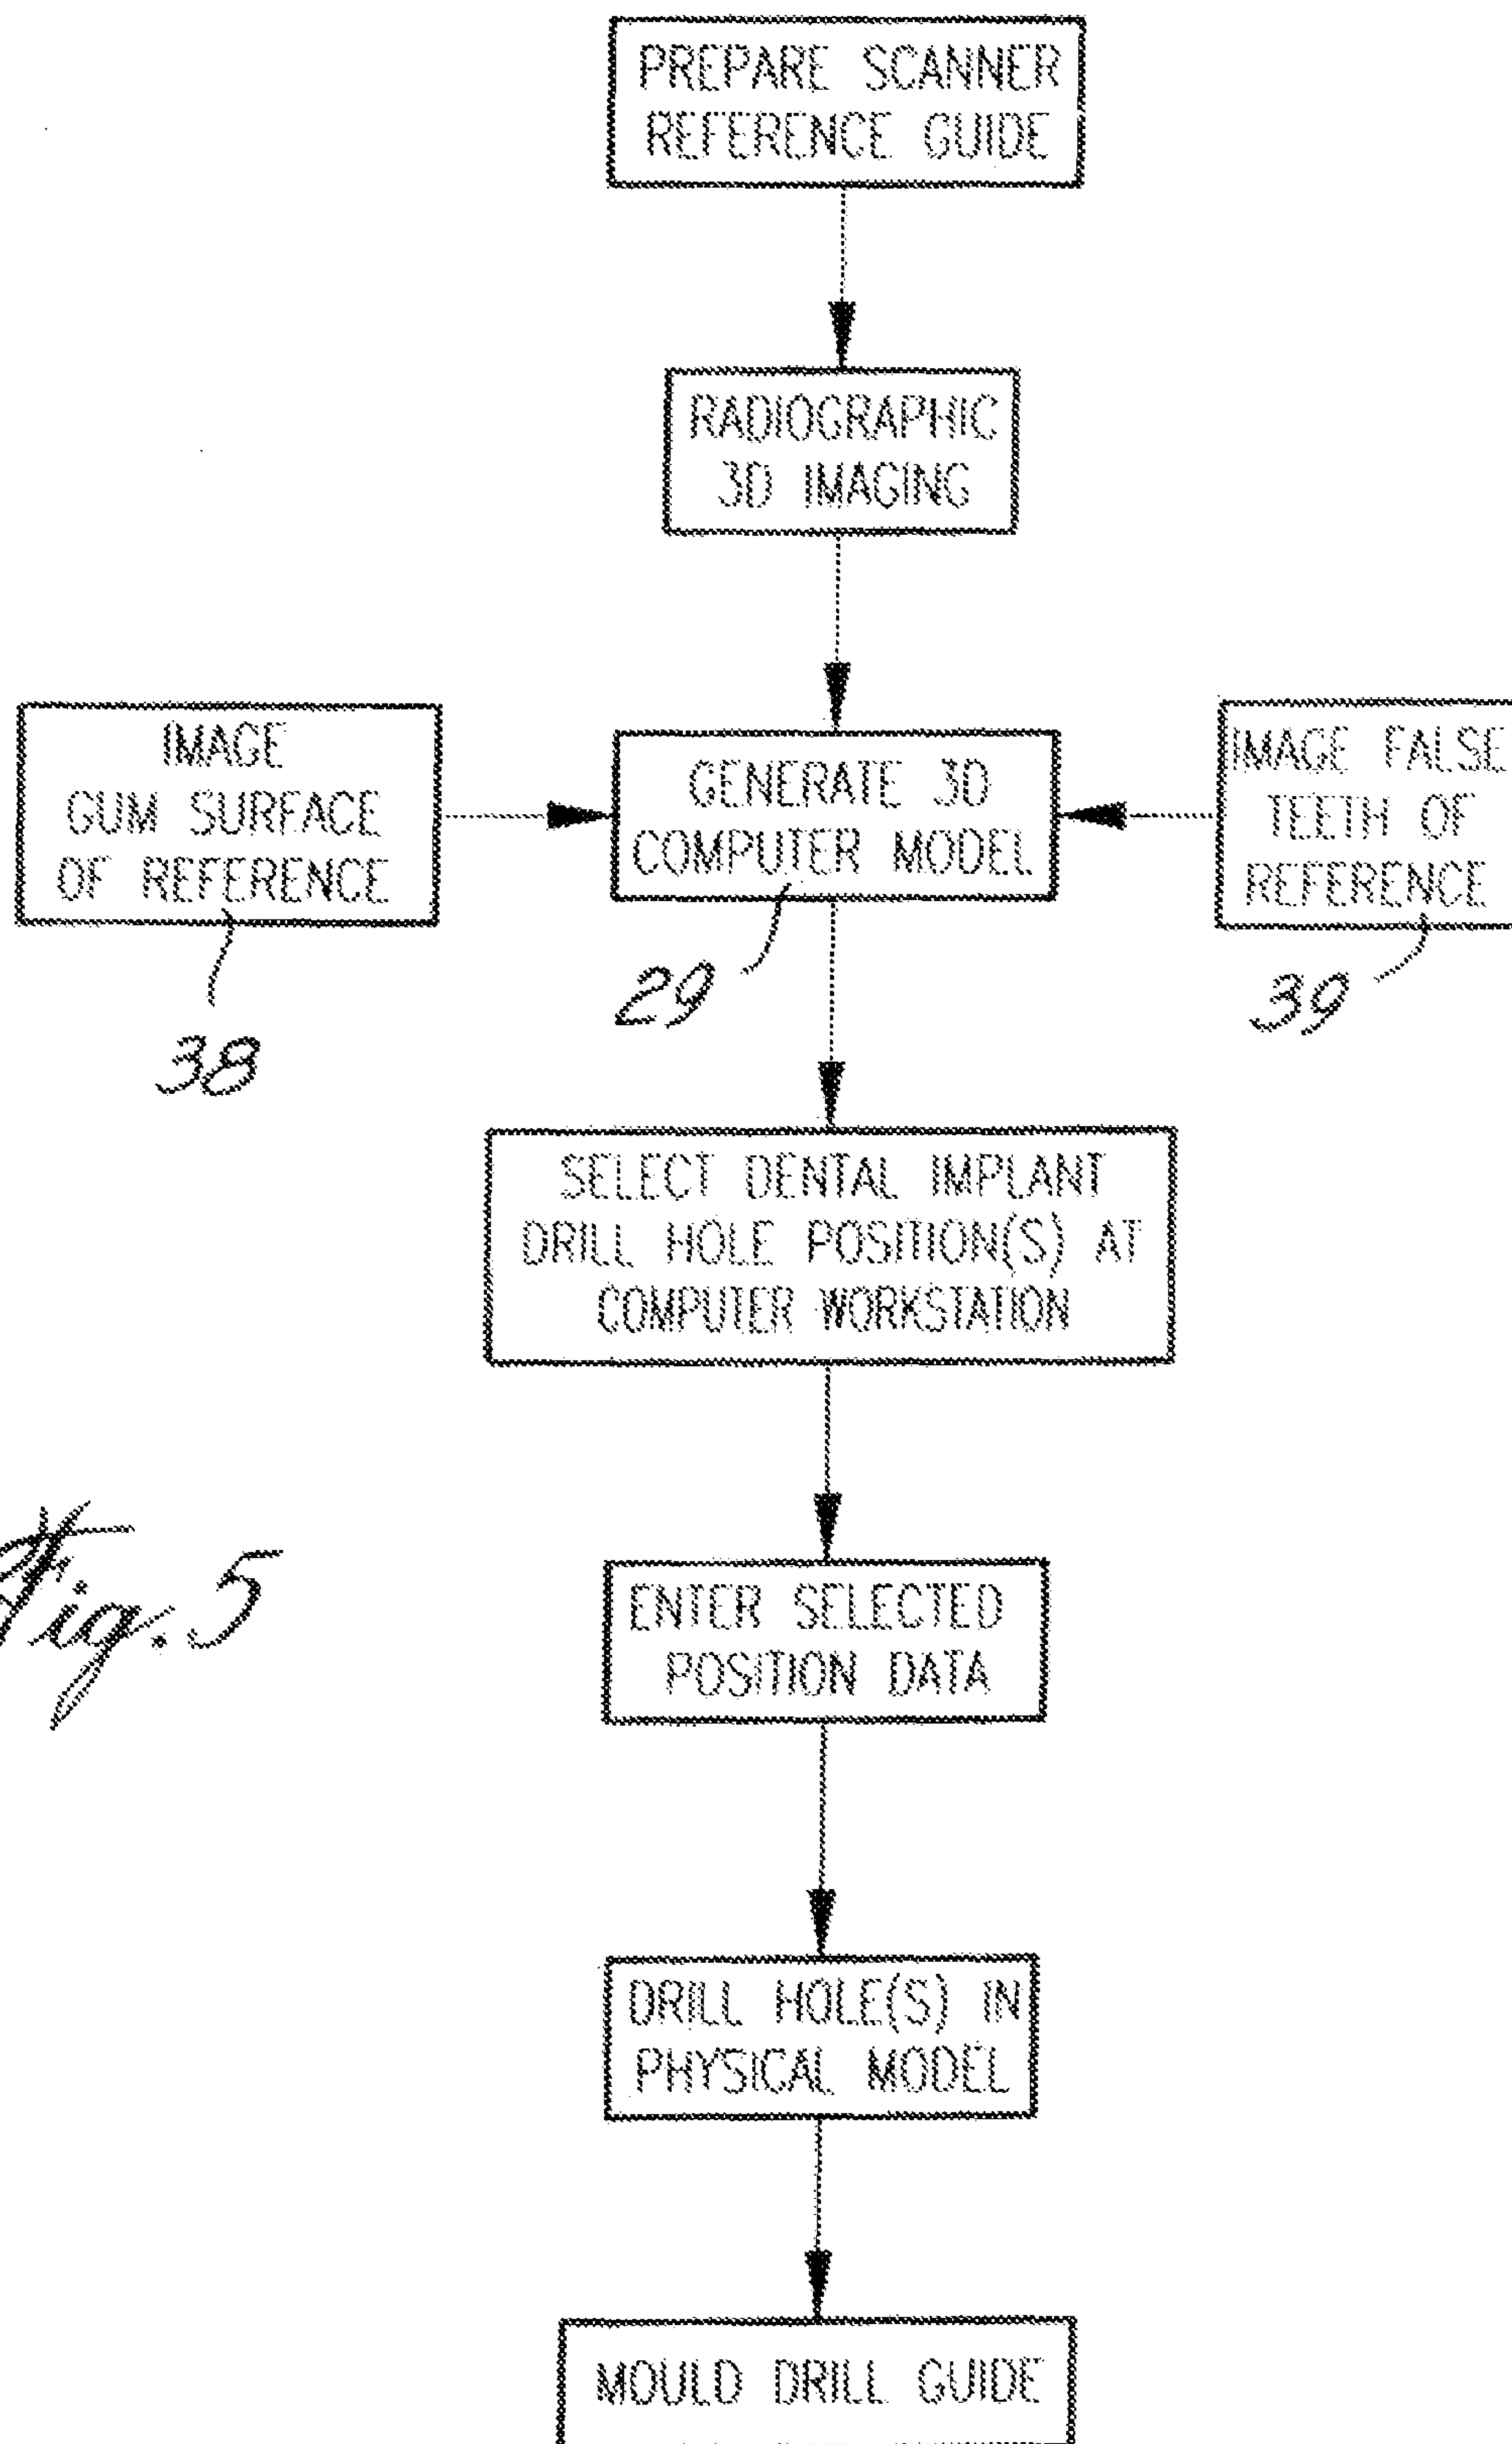 PREPARE SCANNER
REFERENCE GUIDE
RADIOGRAPHIC
3D IMAGING
IMAGE
GUM SURFACE
OF REFERENCE
38
GENERATE 3D
COMPUTER MODEL
29
IMAGE FALSE
TEETH OF
REFERENCE
39
SELECT DENTAL IMPLANT
DRILL HOLE POSITION(S) AT
COMPUTER WORKSTATION
ENTER SELECTED
POSITION DATA
Fig. 5
DRILL HOLE(S) IN
PHYSICAL MODEL
MOULD DRILL GUIDE